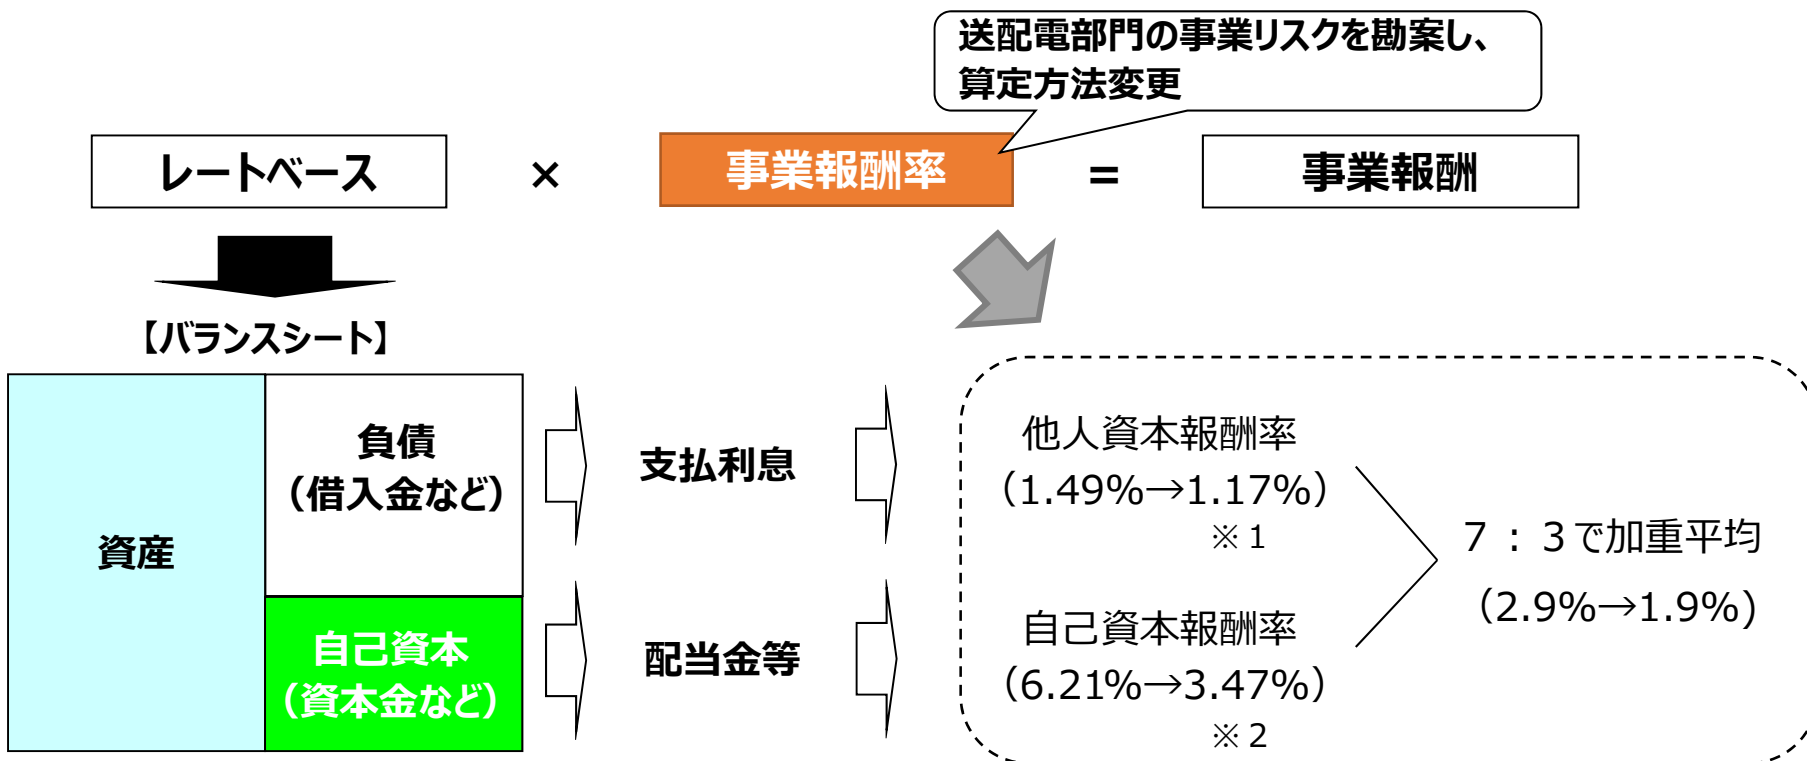 送配電部門の事業リスクを勘案し、
算定方法変更
レートベース × 事業報酬率 = 事業報酬
【バランスシート】
資産
負債
（借入金など）
自己資本
（資本金など）
支払利息
配当金等
他人資本報酬率
（1.49%→1.17%）
※１
自己資本報酬率
（6.21%→3.47%）
※２
７：３で加重平均
（2.9%→1.9%）